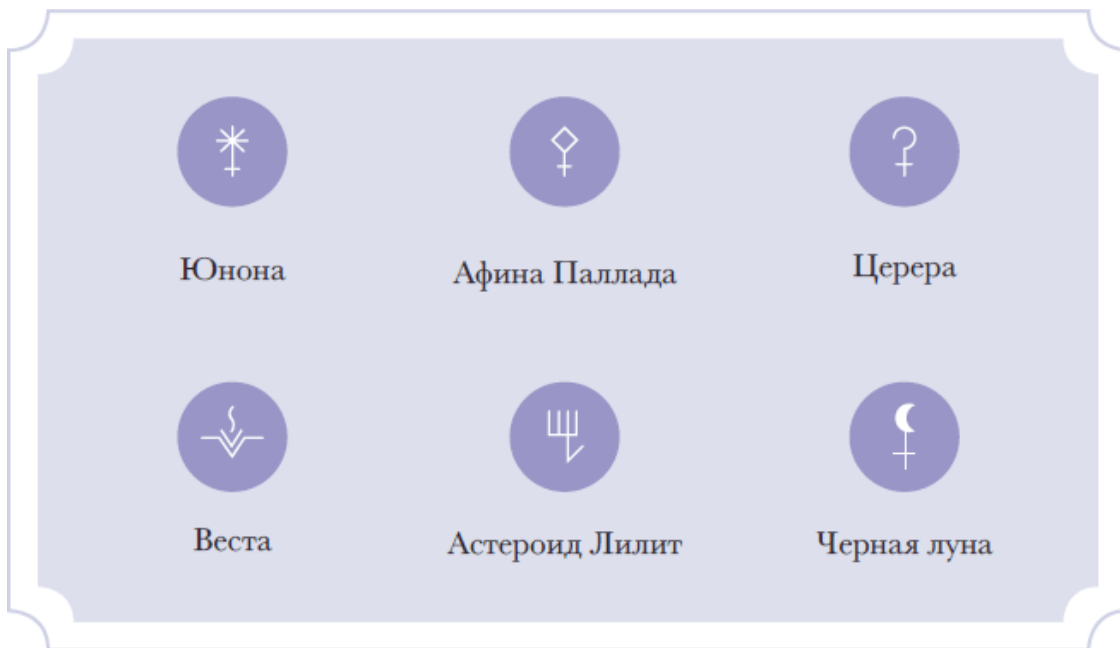 Юнона
Афина Паллада
Церера
Веста
Астероид Лилит
Черная луна